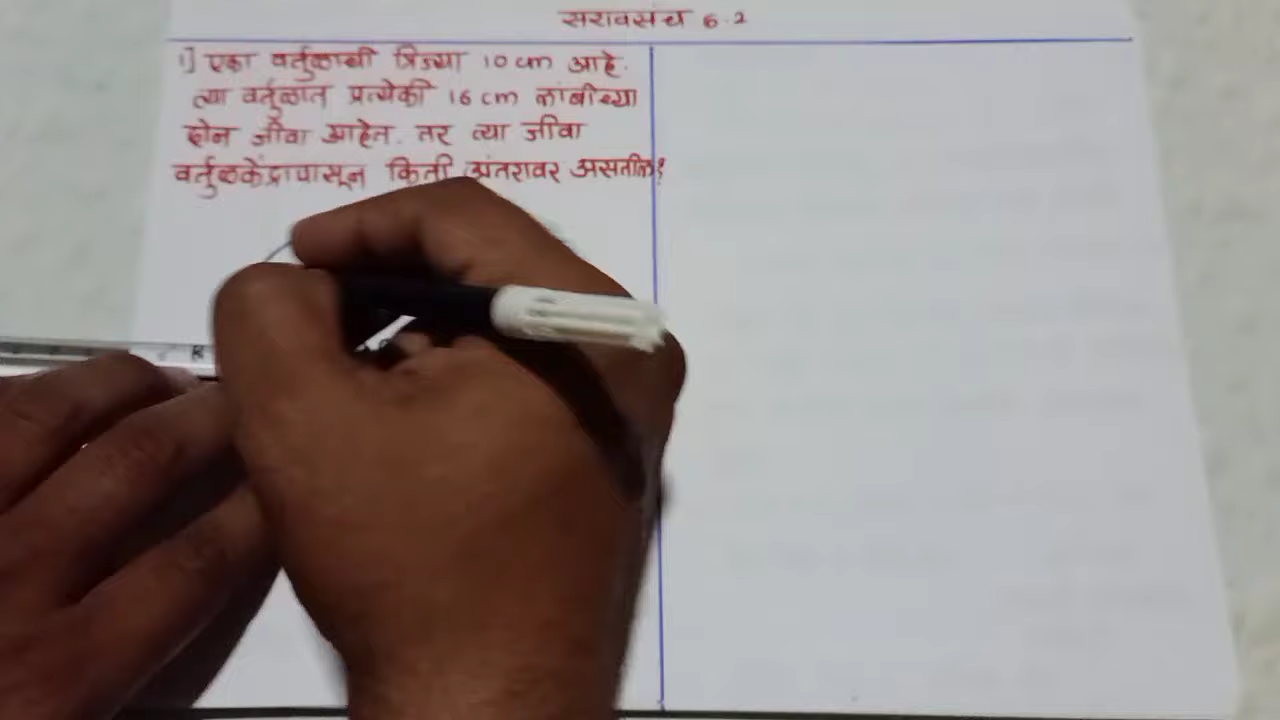 सरावसंच 6.2
1] एका वर्तुळाची त्रिज्या 10 cm आहे.
त्या वर्तुळात प्रत्येकी 16 cm लांबीच्या
दोन जीवा आहेत. तर त्या जीवा
वर्तुळकेंद्रापासून किती अंतरावर असतील?
R